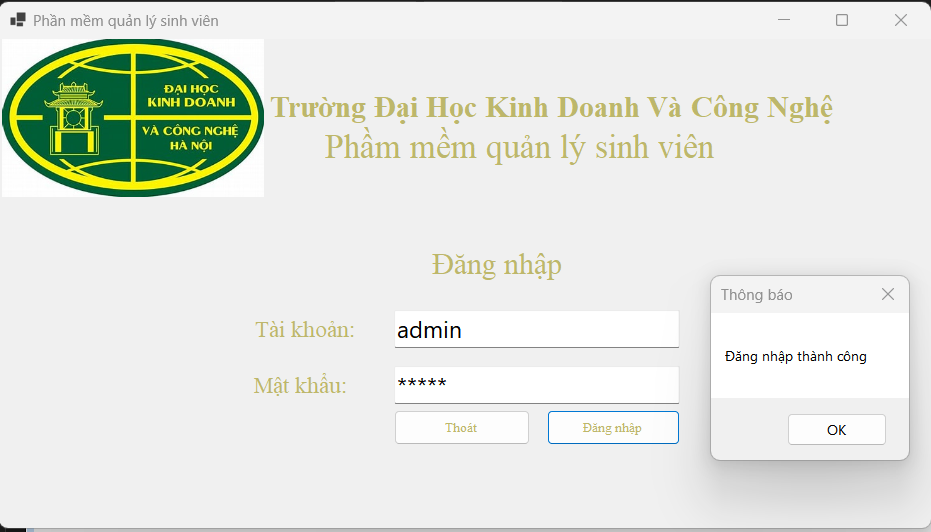 Phần mềm quản lý sinh viên
ĐẠI HỌC
KINH DOANH
VÀ CÔNG NGHỆ
HÀ NỘI
Trường Đại Học Kinh Doanh Và Công Nghệ
Phầm mềm quản lý sinh viên
Đăng nhập
Tài khoản:
admin
Mật khẩu:
*****
Thoát
Đăng nhập
Thông báo
Đăng nhập thành công
OK